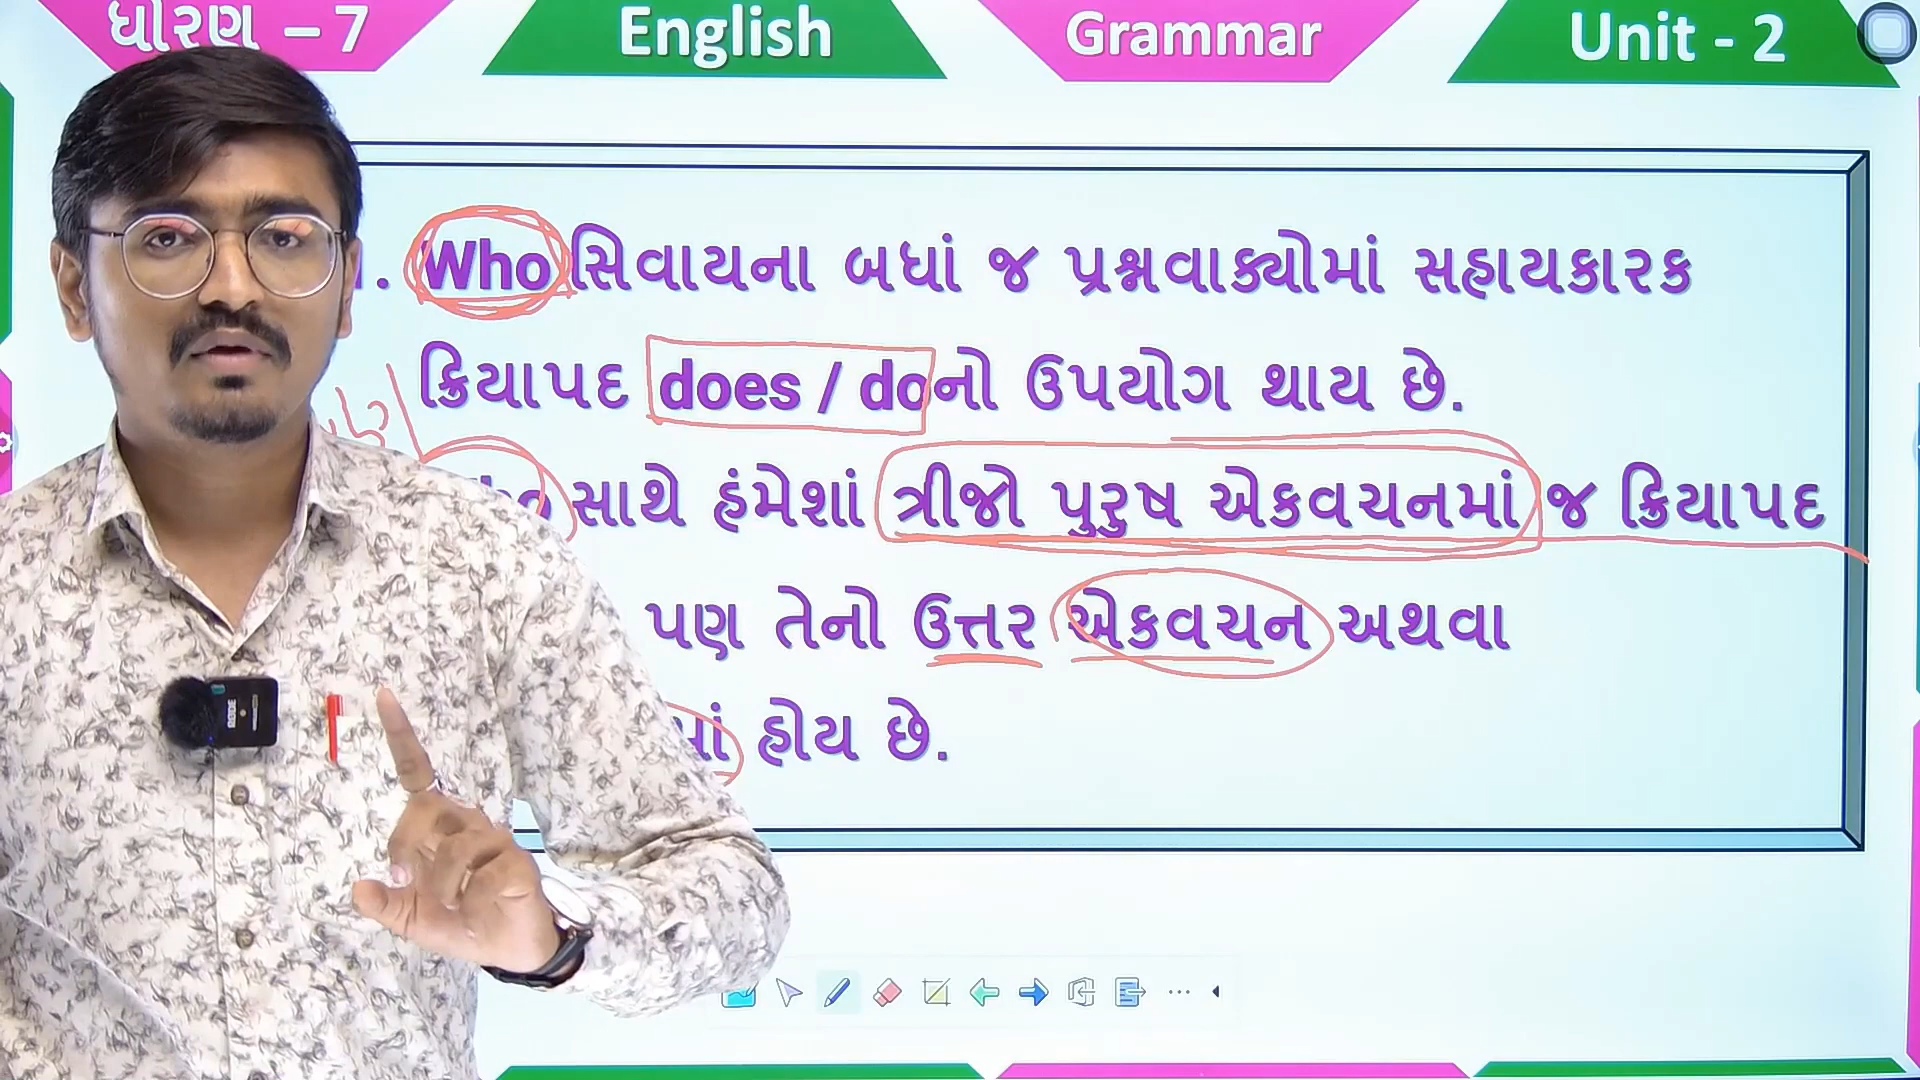 ધોરણ – 7
English
Grammar
Unit - 2
Who સિવાયના બધાં જ પ્રશ્નવાક્યોમાં સહાયકારક
ક્રિયાપદ does / do નો ઉપયોગ થાય છે.
સાથે હંમેશાં ત્રીજો પુરુષ એકવચનમાં જ ક્રિયાપદ
પણ તેનો ઉત્તર એકવચન અથવા
હોય છે.
RODE